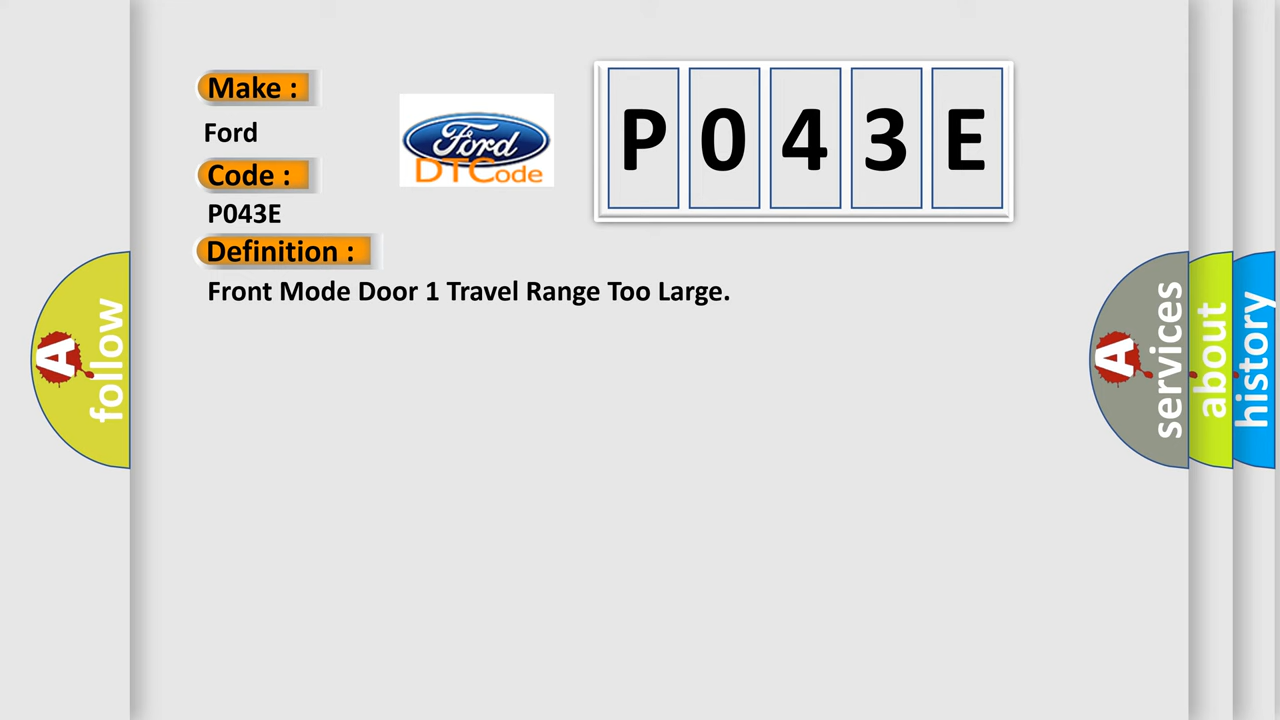 Make :
Ford
Code :
P043E
Definition :
Front Mode Door 1 Travel Range Too Large.
Ford
DTCode
P 0 4 3 E
A follow
A services
about
history